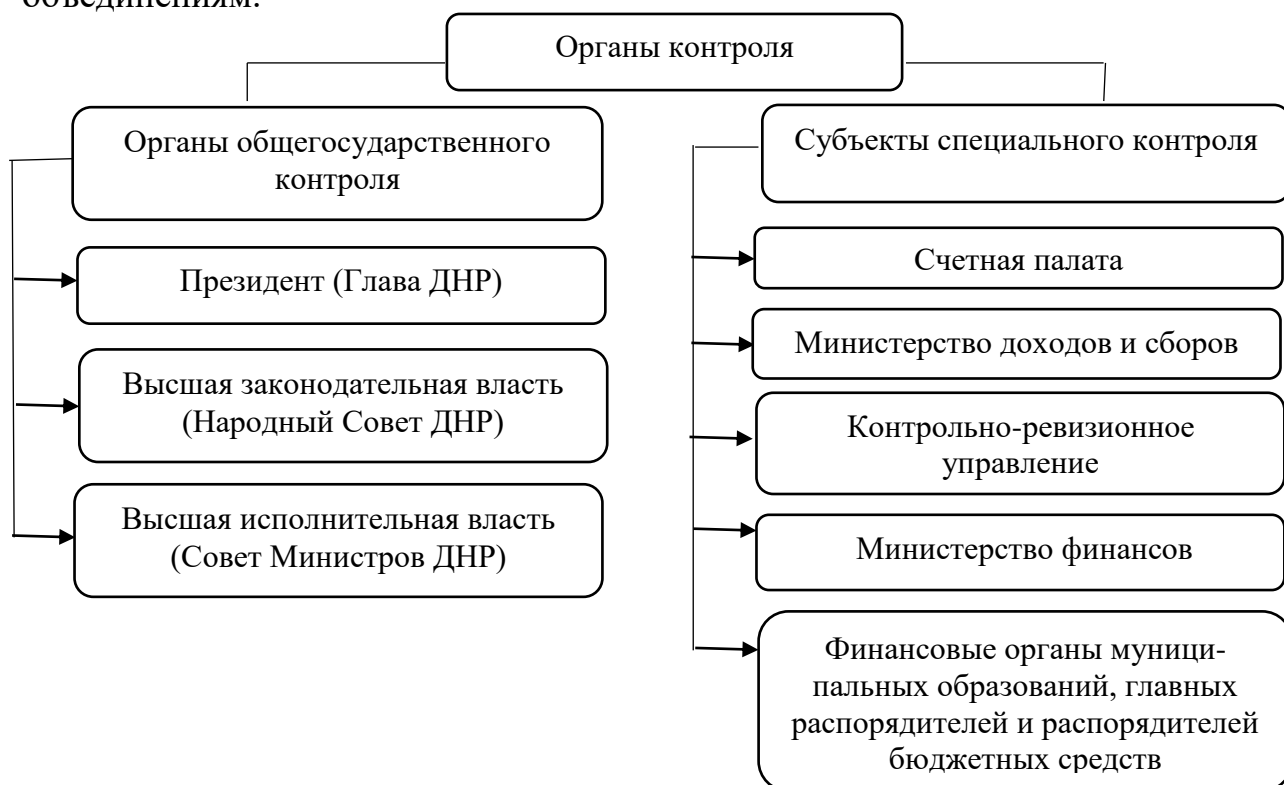 объединениям.
Органы контроля
Органы общегосударственного
контроля
Президент (Глава ДНР)
Высшая законодательная власть
(Народный Совет ДНР)
Высшая исполнительная власть
(Совет Министров ДНР)
Субъекты специального контроля
Счетная палата
Министерство доходов и сборов
Контрольно-ревизионное
управление
Министерство финансов
Финансовые органы муници-
пальных образований, главных
распорядителей и распорядителей
бюджетных средств